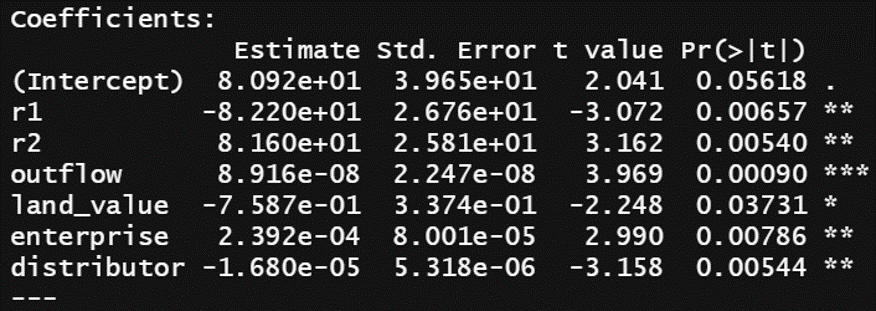 Coefficients:
              Estimate Std. Error t value Pr(>|t|)
(Intercept)  8.092e+01  3.965e+01   2.041  0.05618 .
r1          -8.220e+01  2.676e+01  -3.072  0.00657 **
r2           8.160e+01  2.581e+01   3.162  0.00540 **
outflow      8.916e-08  2.247e-08   3.969  0.00090 ***
land_value  -7.587e-01  3.374e-01  -2.248  0.03731 *
enterprise   2.392e-04  8.001e-05   2.990  0.00786 **
distributor -1.680e-05  5.318e-06  -3.158  0.00544 **
---